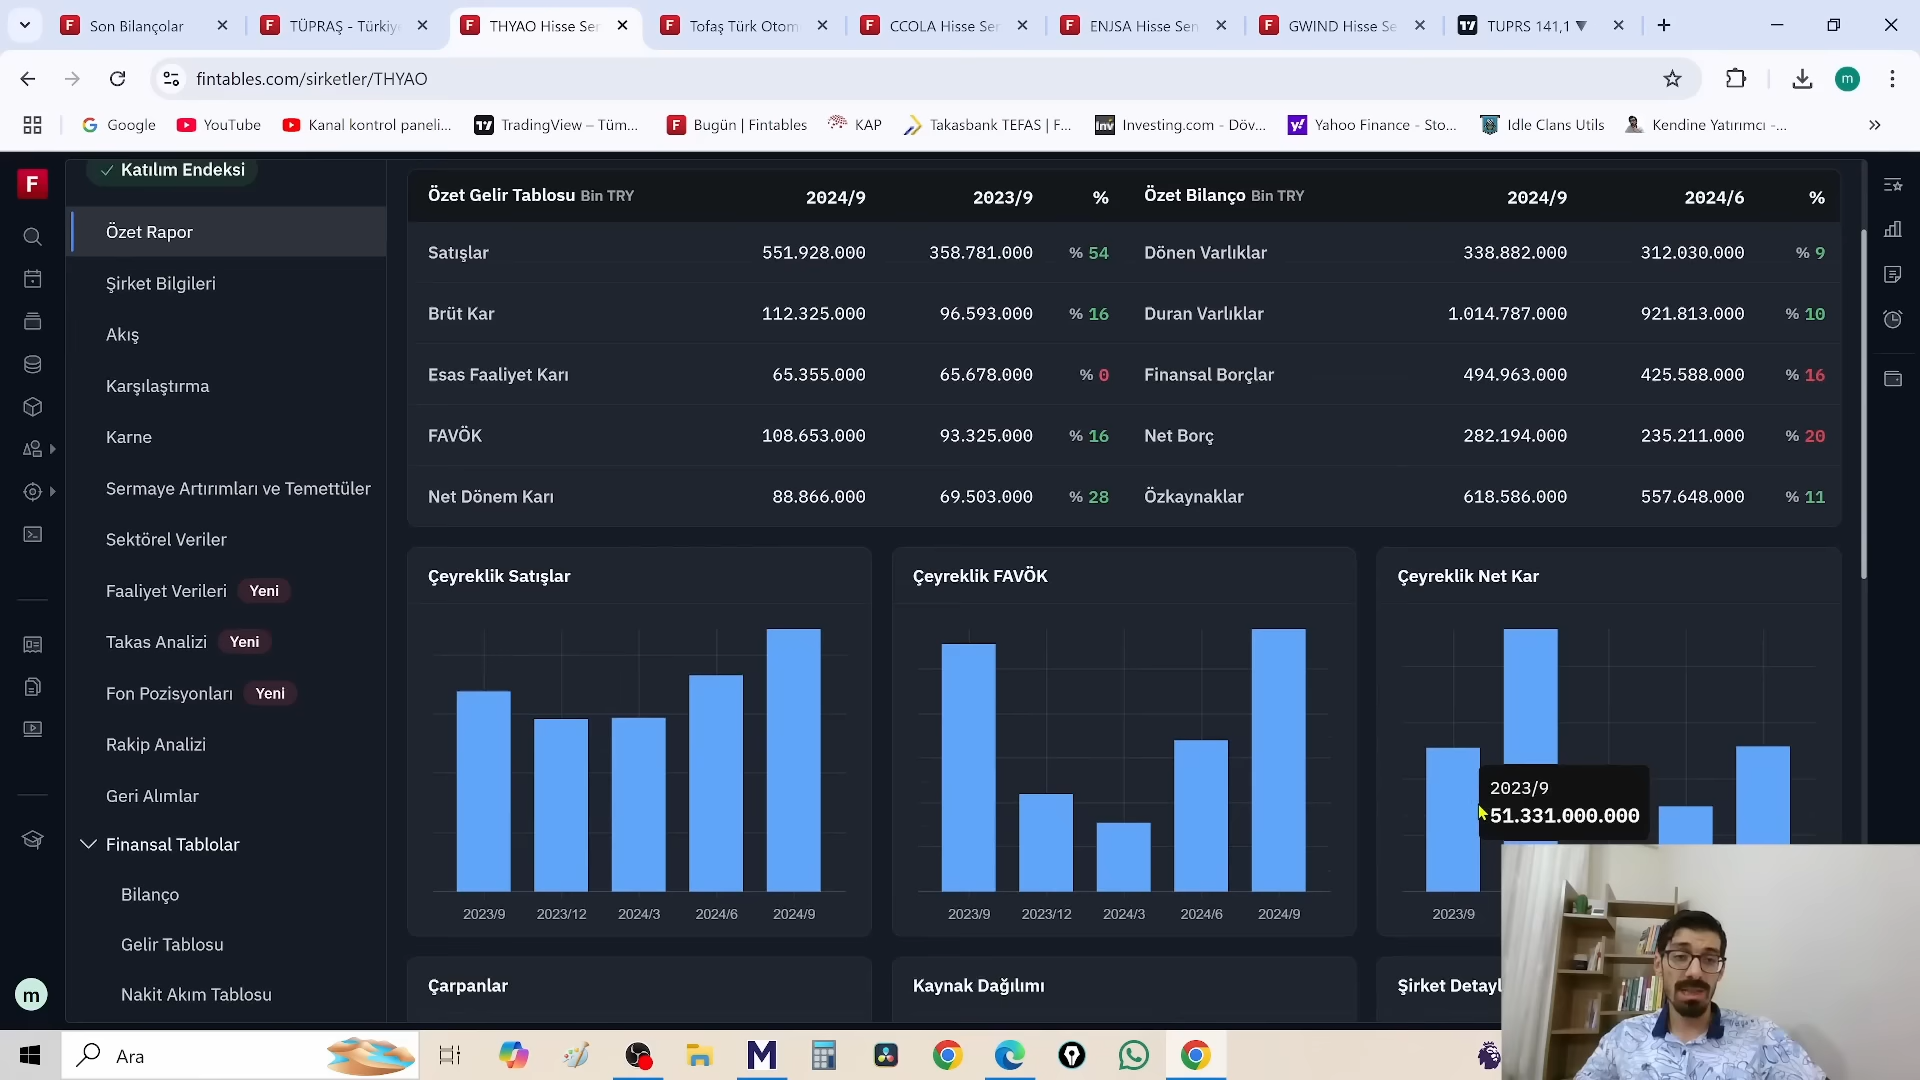 Son Bilançolar
TÜPRAŞ - Türkiye
THYAO Hisse Ser
Tofaş Türk Otom
CCOLA Hisse Ser
ENJSA Hisse Sen
GWIND Hisse Se
TUPRS 141,1 ▼
fintables.com/sirketler/THYAO
m
Google
YouTube
Kanal kontrol paneli...
TradingView – Tüm...
Bugün | Fintables
KAP
Takasbank TEFAS | F...
Investing.com - Döv...
Yahoo Finance - Sto...
Idle Clans Utils
Kendine Yatırımcı -...
F
Katılım Endeksi
Özet Rapor
Şirket Bilgileri
Akış
Karşılaştırma
Karne
Sermaye Artırımları ve Temettüler
Sektörel Veriler
Faaliyet Verileri Yeni
Takas Analizi Yeni
Fon Pozisyonları Yeni
Rakip Analizi
Geri Alımlar
Finansal Tablolar
Bilanço
Gelir Tablosu
Nakit Akım Tablosu
m
Özet Gelir Tablosu Bin TRY 2024/9 2023/9 %
Satışlar 551.928.000 358.781.000 % 54
Brüt Kar 112.325.000 96.593.000 % 16
Esas Faaliyet Karı 65.355.000 65.678.000 % 0
FAVÖK 108.653.000 93.325.000 % 16
Net Dönem Karı 88.866.000 69.503.000 % 28
Özet Bilanço Bin TRY 2024/9 2024/6 %
Dönen Varlıklar 338.882.000 312.030.000 % 9
Duran Varlıklar 1.014.787.000 921.813.000 % 10
Finansal Borçlar 494.963.000 425.588.000 % 16
Net Borç 282.194.000 235.211.000 % 20
Özkaynaklar 618.586.000 557.648.000 % 11
Çeyreklik Satışlar
2023/9 2023/12 2024/3 2024/6 2024/9
Çeyreklik FAVÖK
2023/9 2023/12 2024/3 2024/6 2024/9
Çeyreklik Net Kar
2023/9
51.331.000.000
2023/9
Çarpanlar
Kaynak Dağılımı
Şirket Detayl
Ara